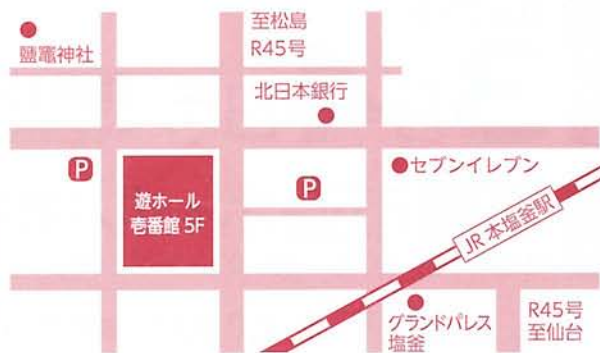 至松島
R45号
鹽竈神社
北日本銀行
P
P
セブンイレブン
遊ホール
壱番館 5F
JR 本塩釜駅
グランドパレス
塩釜
R45号
至仙台